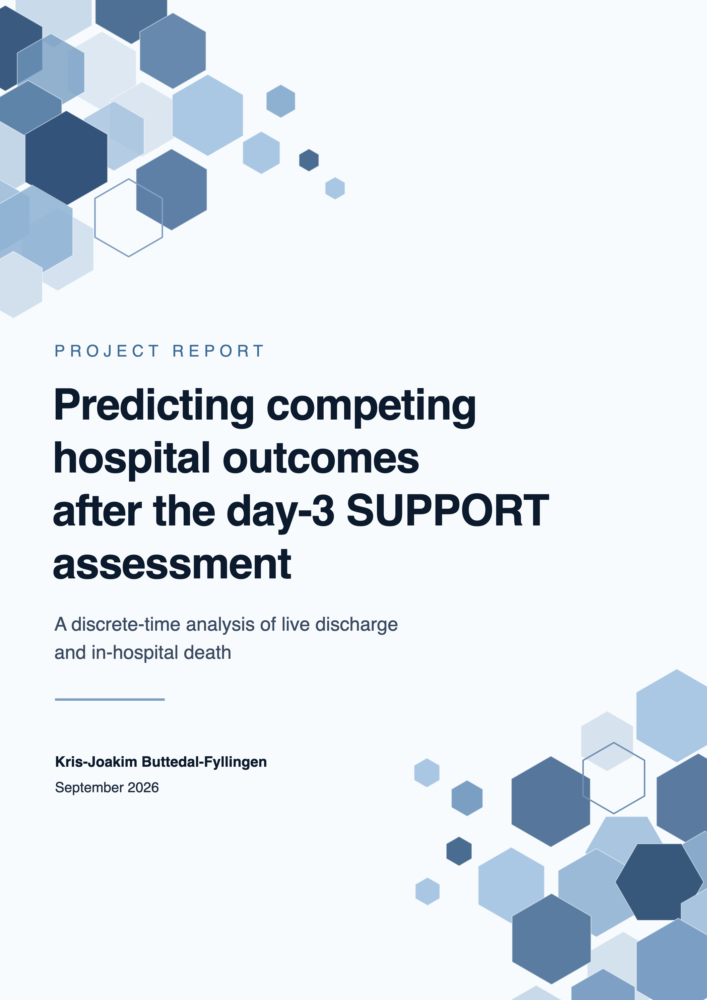 PROJECT REPORT
Predicting competing
hospital outcomes
after the day-3 SUPPORT
assessment
A discrete-time analysis of live discharge
and in-hospital death
Kris-Joakim Buttedal-Fyllingen
September 2026